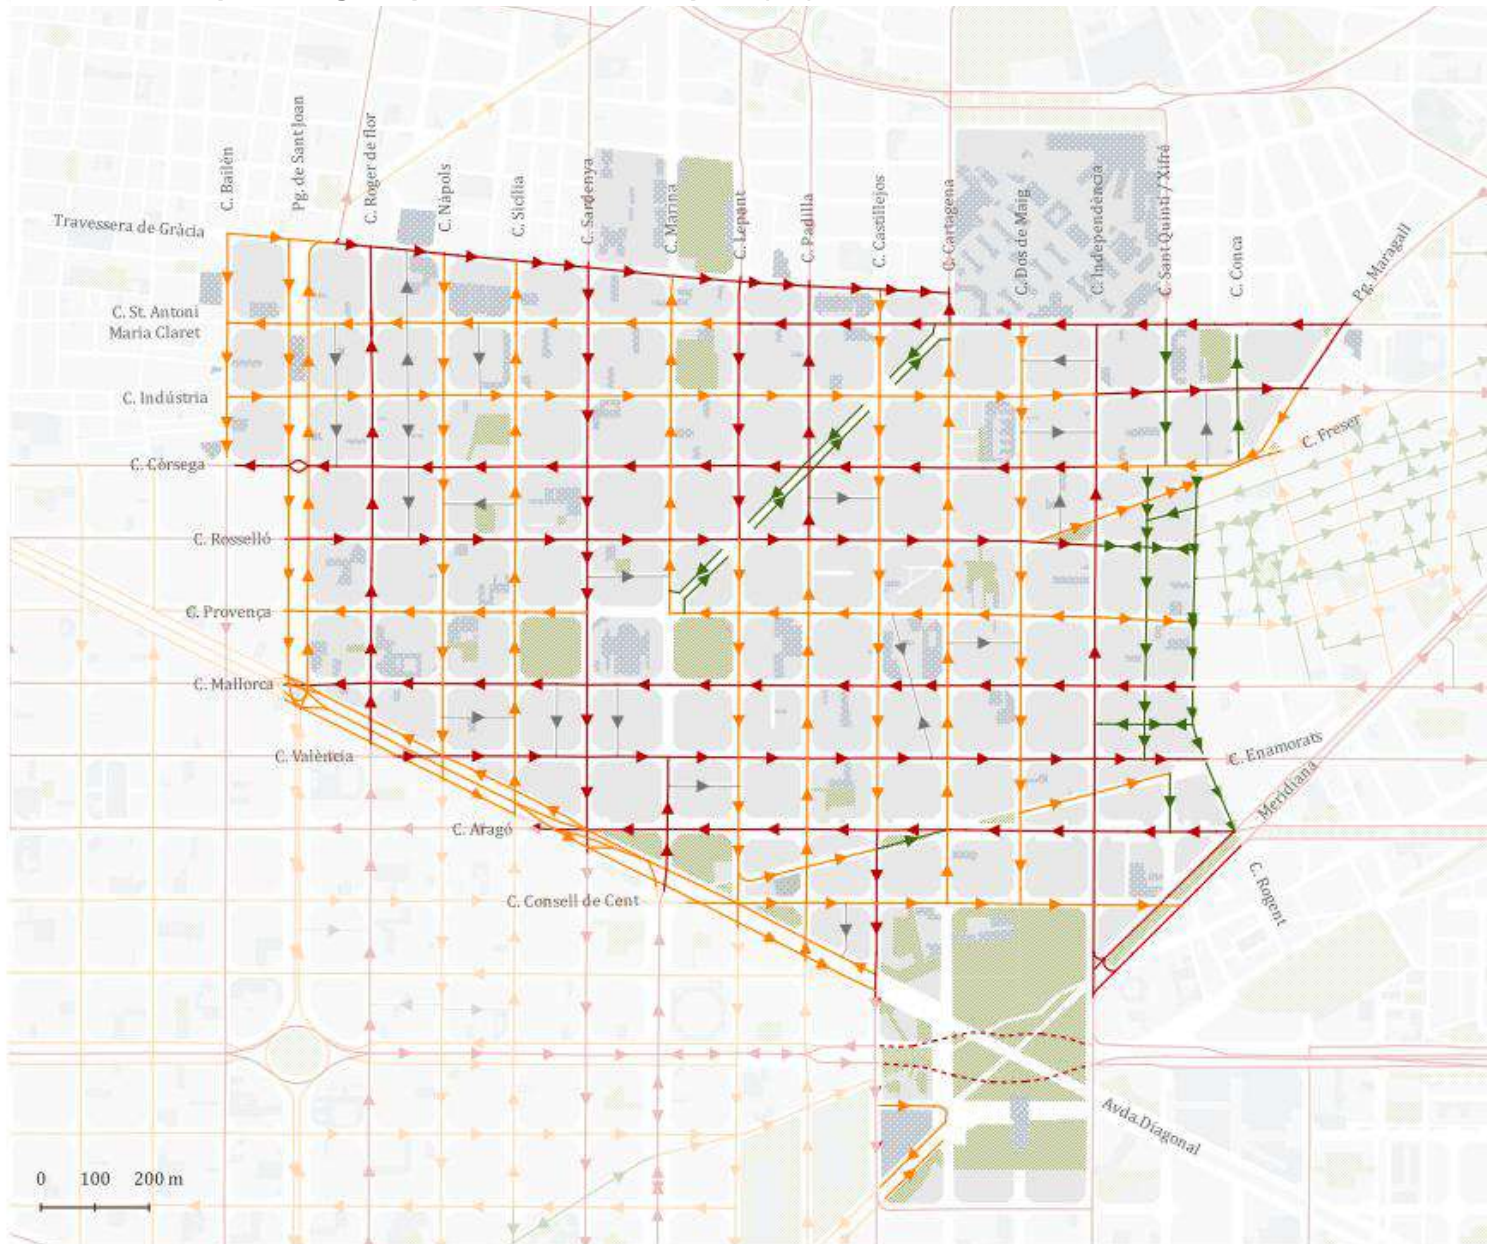 C. Bailén
Pg. de Sant Joan
C. Roger de flor
C. Nàpols
C. Sicília
C. Sardenya
C. Marina
C. Lepant
C. Padilla
C. Castillejos
C. Cartagena
C. Dos de Maig
C. Independència
C. Sant Quintí / Xifré
C. Conca
Pg. Maragall
Travessera de Gràcia
C. St. Antoni
Maria Claret
C. Indústria
C. Freser
C. Còrsega
C. Rosselló
C. Provença
C. Mallorca
C. València
C. Enamorats
Meridiana
C. Aragó
C. Rogent
C. Consell de Cent
Avda.Diagonal
0 100 200 m